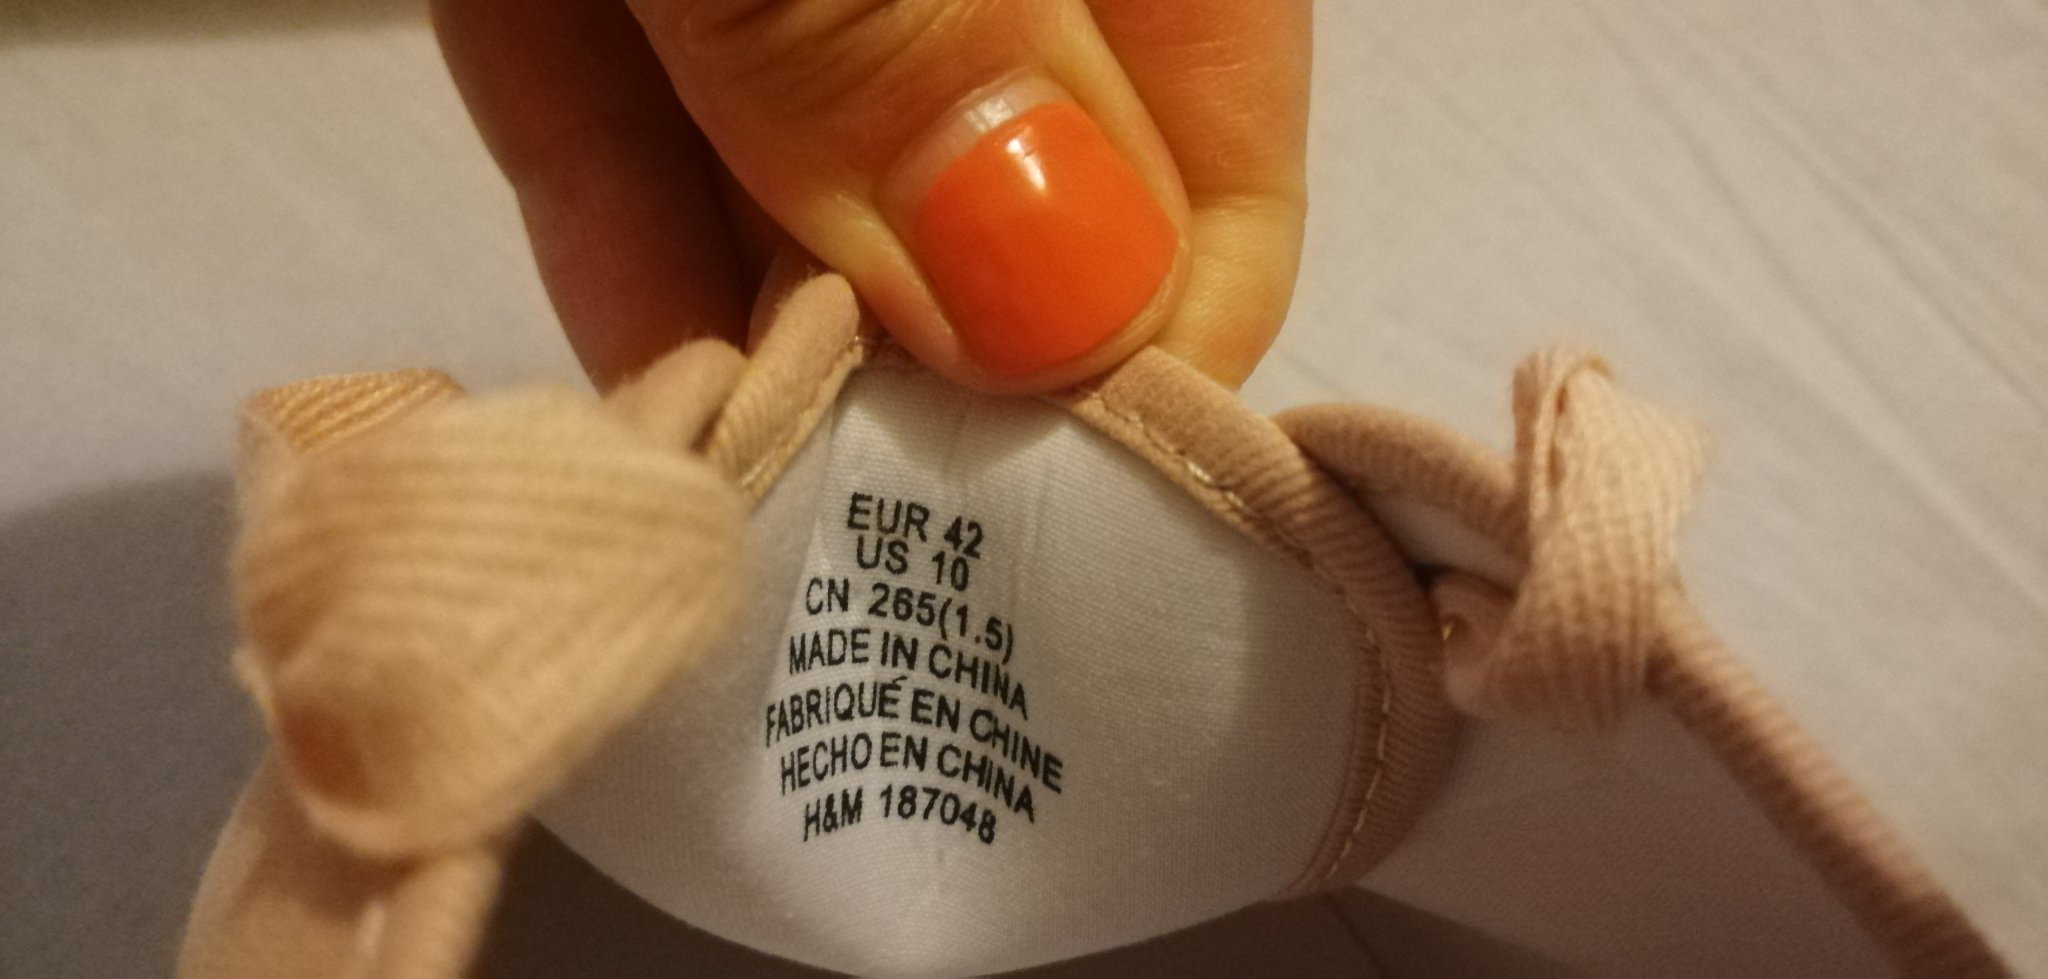 EUR 42
US 10
CN 265(1.5)
MADE IN CHINA
FABRIQUÉ EN CHINE
HECHO EN CHINA
H&M 187048